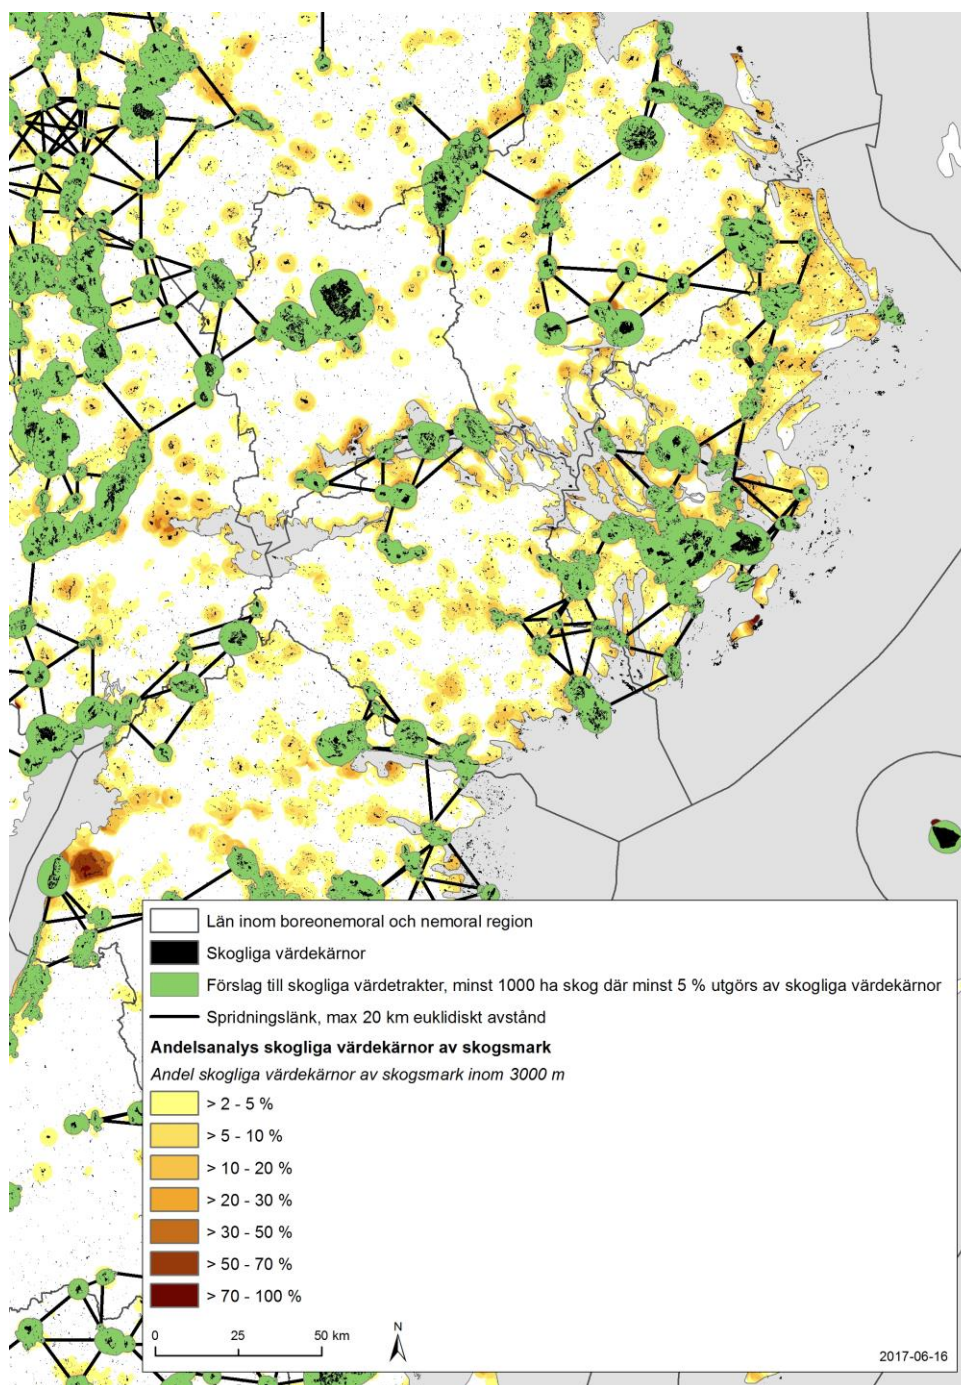 Län inom boreonemoral och nemoral region
Skogliga värdekärnor
Förslag till skogliga värdetrakter, minst 1000 ha skog där minst 5 % utgörs av skogliga värdekärnor
Spridningslänk, max 20 km euklidiskt avstånd
Andelsanalys skogliga värdekärnor av skogsmark
Andel skogliga värdekärnor av skogsmark inom 3000 m
> 2 - 5 %
> 5 - 10 %
> 10 - 20 %
> 20 - 30 %
> 30 - 50 %
> 50 - 70 %
> 70 - 100 %
0 25 50 km
N
2017-06-16